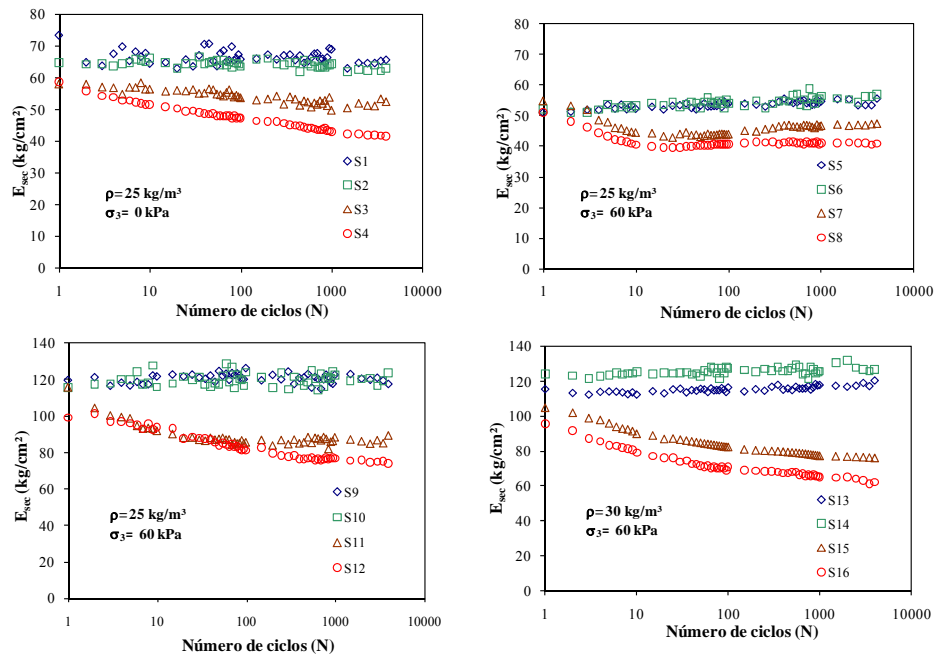 80
70
60
50
40
30
20
10
0
E_sec (kg/cm²)
ρ=25 kg/m³
σ₃= 0 kPa
S1
S2
S3
S4
1 10 100 1000 10000
Número de ciclos (N)
80
70
60
50
40
30
20
10
0
E_sec (kg/cm²)
ρ=25 kg/m³
σ₃= 60 kPa
S5
S6
S7
S8
1 10 100 1000 10000
Número de ciclos (N)
140
120
100
80
60
40
20
0
E_sec (kg/cm²)
ρ=25 kg/m³
σ₃= 60 kPa
S9
S10
S11
S12
1 10 100 1000 10000
Número de ciclos (N)
140
120
100
80
60
40
20
0
E_sec (kg/cm²)
ρ=30 kg/m³
σ₃= 60 kPa
S13
S14
S15
S16
1 10 100 1000 10000
Número de ciclos (N)